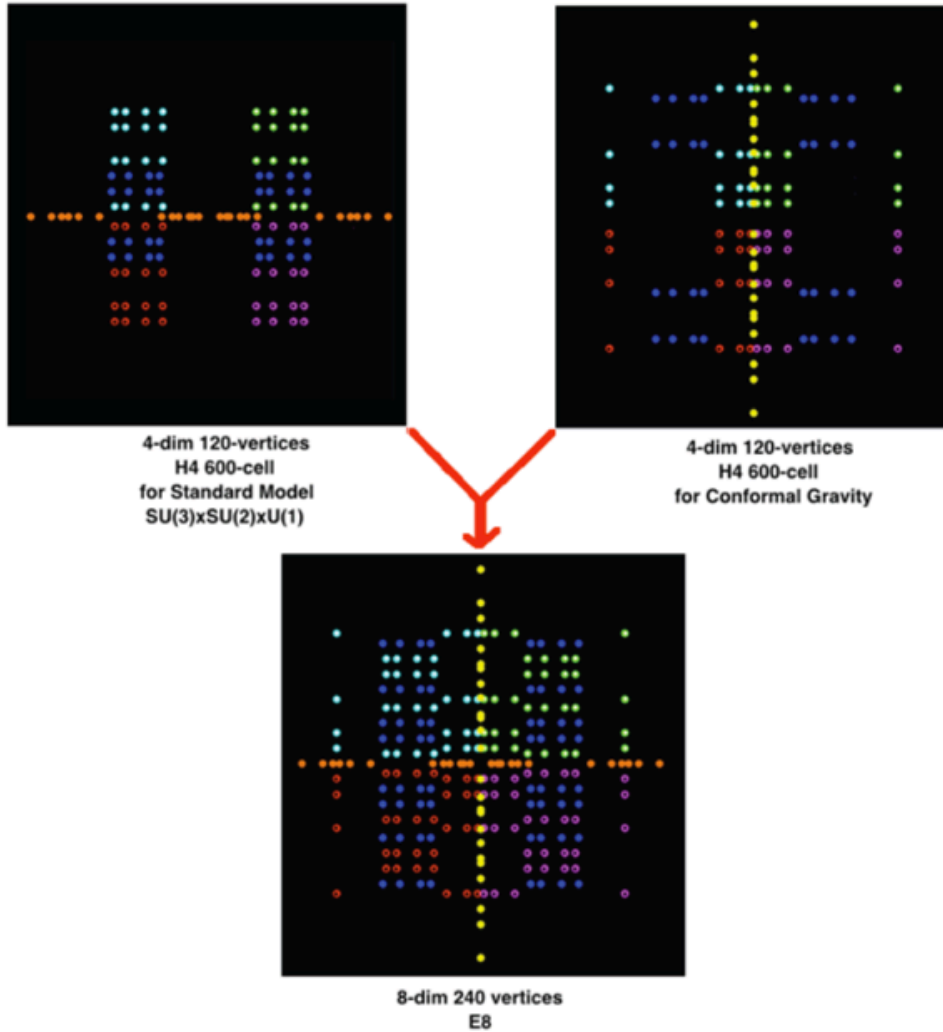 4-dim 120-vertices
H4 600-cell
for Standard Model
SU(3)xSU(2)xU(1)
4-dim 120-vertices
H4 600-cell
for Conformal Gravity
8-dim 240 vertices
E8